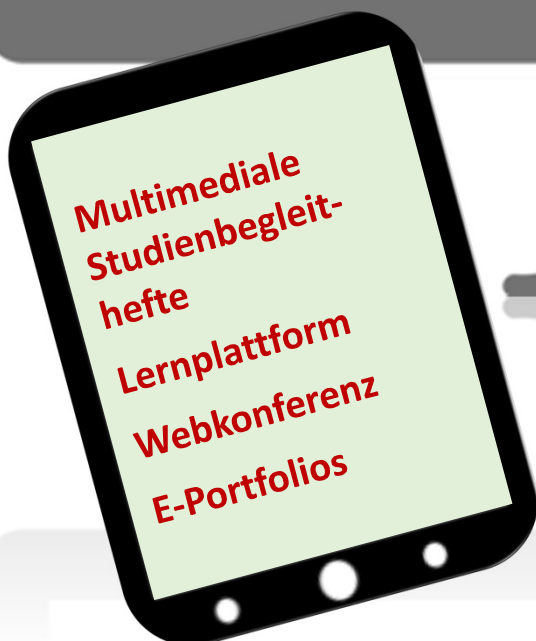 Multimediale
Studienbegleit-
hefte
Lernplattform
Webkonferenz
E-Portfolios